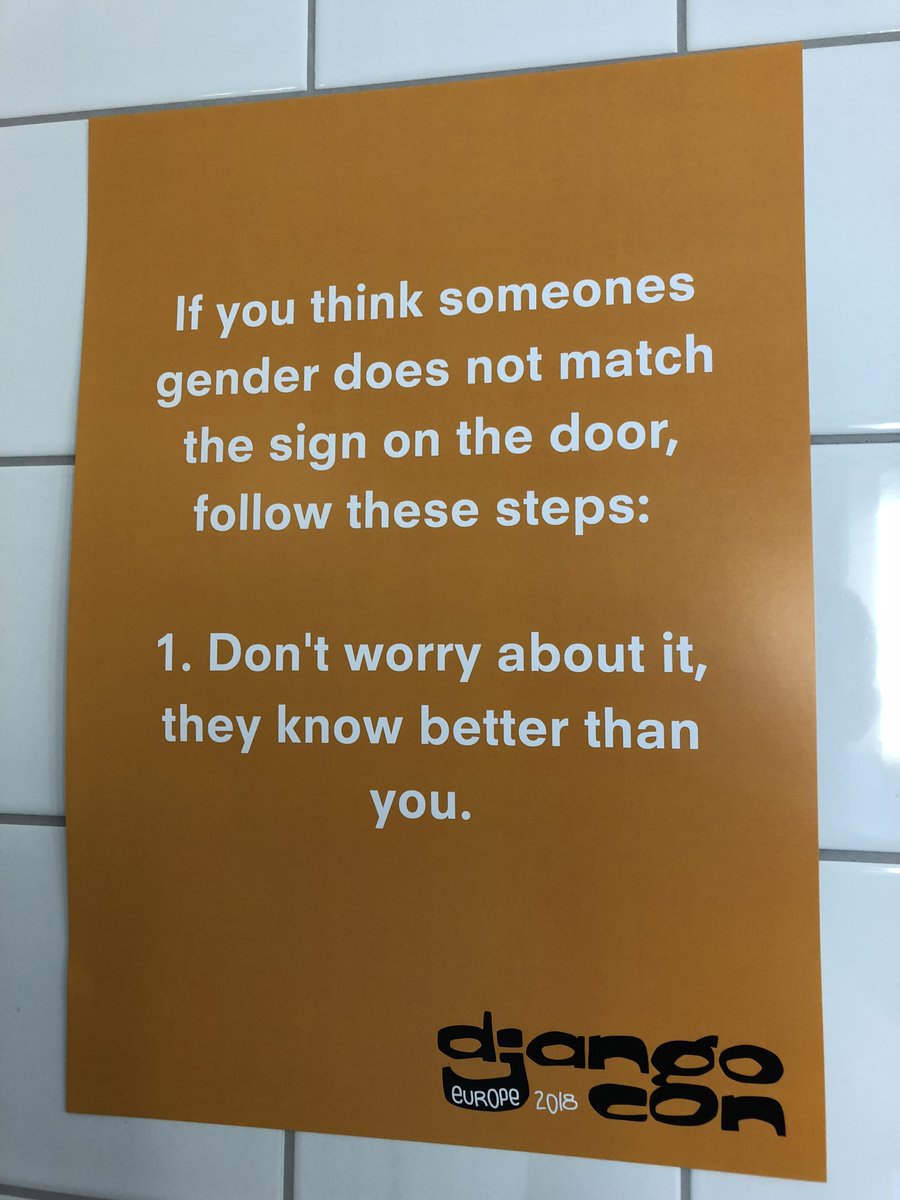 If you think someones
gender does not match
the sign on the door,
follow these steps:
1. Don't worry about it,
they know better than
you.
django
europe 2018 con